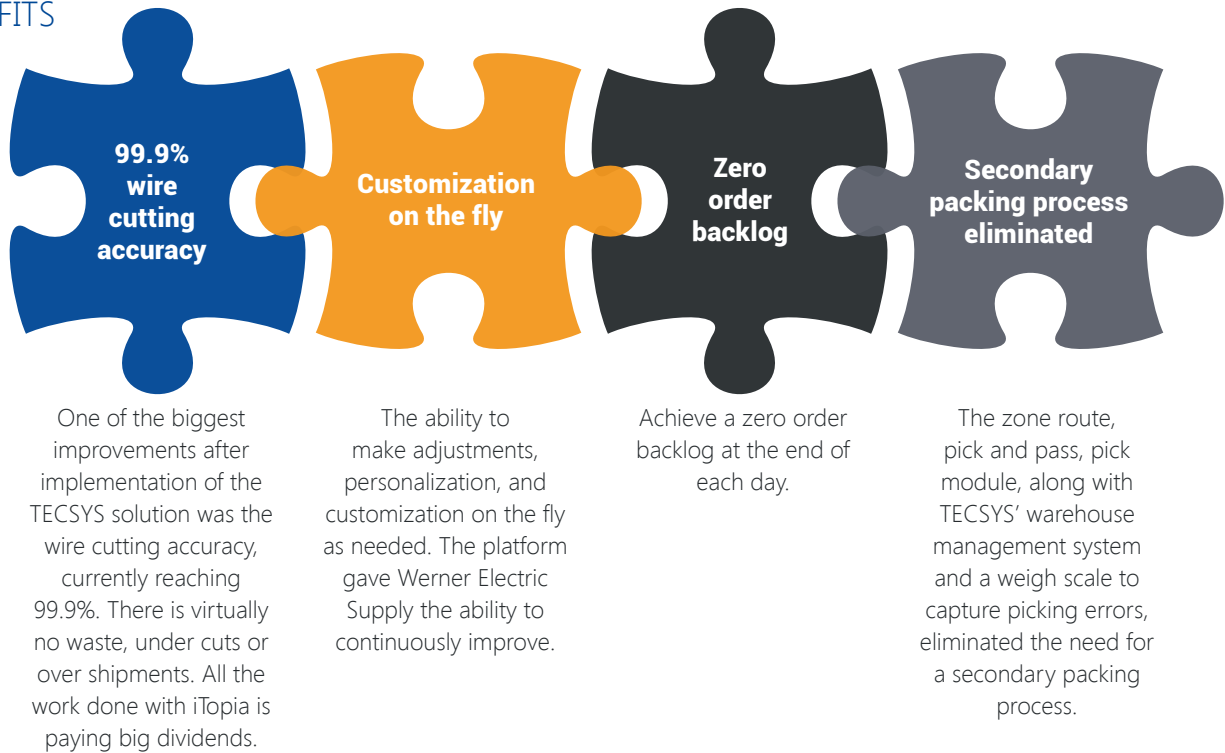 FITS
99.9%
wire
cutting
accuracy
Customization
on the fly
Zero
order
backlog
Secondary
packing process
eliminated
One of the biggest
improvements after
implementation of the
TECSYS solution was the
wire cutting accuracy,
currently reaching
99.9%. There is virtually
no waste, under cuts or
over shipments. All the
work done with iTopia is
paying big dividends.
The ability to
make adjustments,
personalization, and
customization on the fly
as needed. The platform
gave Werner Electric
Supply the ability to
continuously improve.
Achieve a zero order
backlog at the end of
each day.
The zone route,
pick and pass, pick
module, along with
TECSYS’ warehouse
management system
and a weigh scale to
capture picking errors,
eliminated the need for
a secondary packing
process.